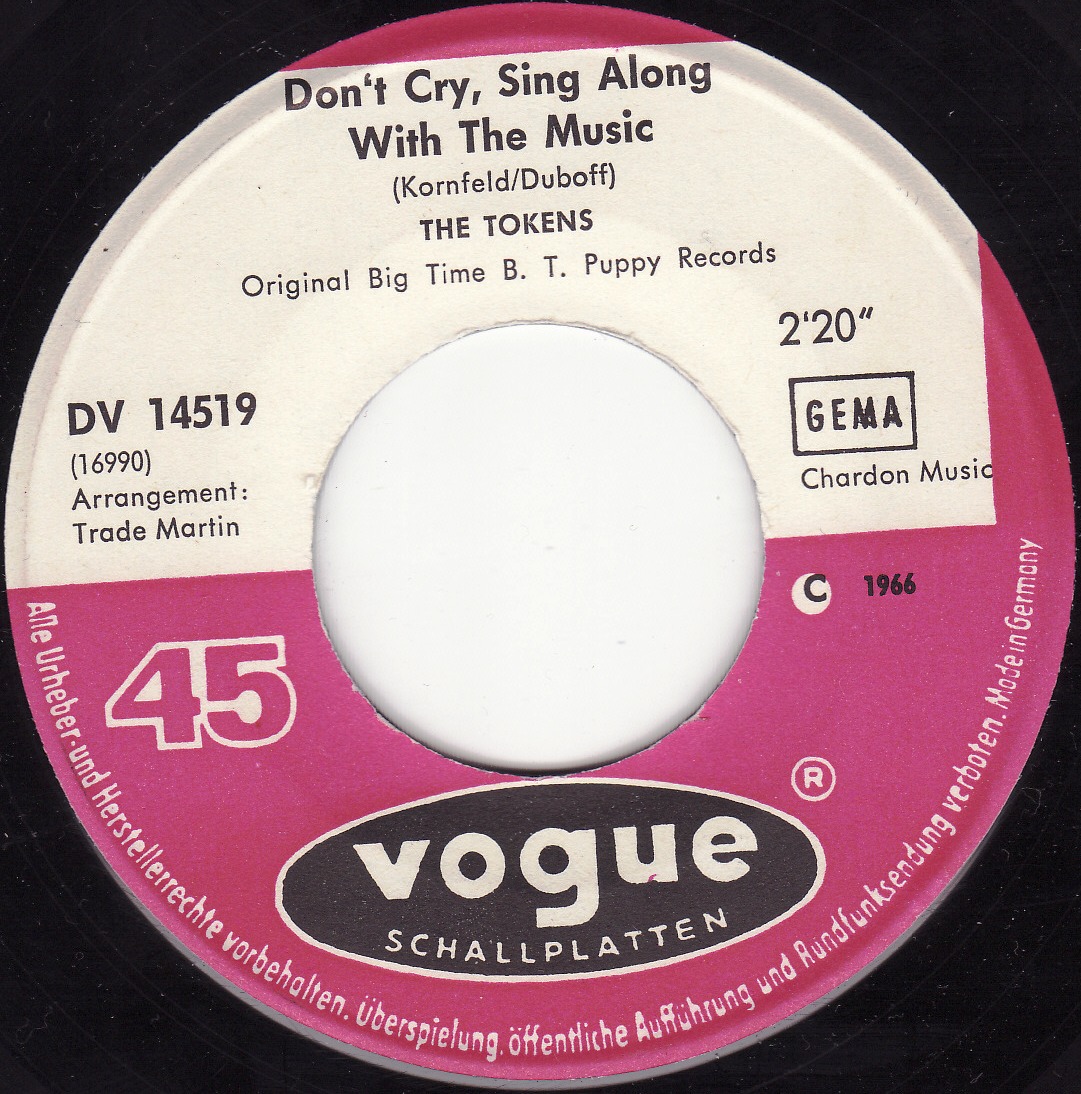 Don't Cry, Sing Along
With The Music
(Kornfeld/Duboff)
THE TOKENS
Original Big Time B. T. Puppy Records
2'20"
DV 14519
(16990)
Arrangement:
Trade Martin
GEMA
Chardon Music
C 1966
45
®
vogue
SCHALLPLATTEN
Alle Urheber-und Herstellerrechte vorbehalten. Überspielung, öffentliche Aufführung und Rundfunksendung verboten. Made in Germany